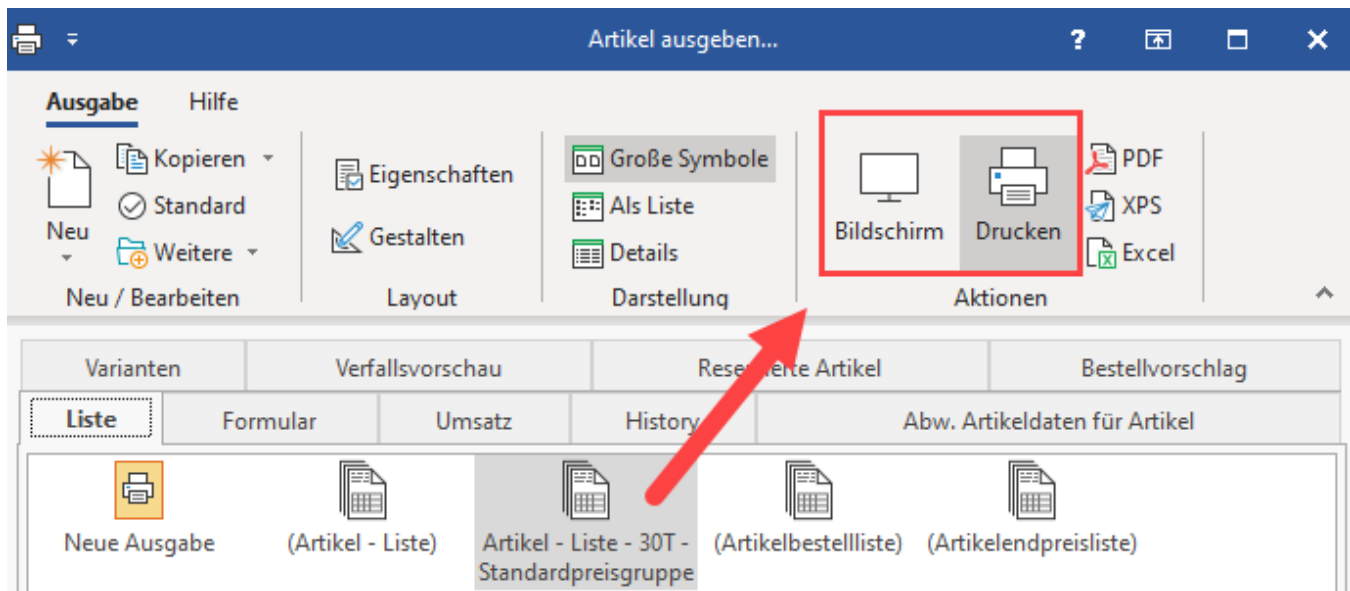 Artikel ausgeben...
?
Ausgabe Hilfe
Neu
Kopieren
Standard
Weitere
Neu / Bearbeiten
Eigenschaften
Gestalten
Layout
Große Symbole
Als Liste
Details
Darstellung
Bildschirm
Drucken
PDF
XPS
Excel
Aktionen
Varianten Verfallsvorschau Reservierte Artikel Bestellvorschlag
Liste Formular Umsatz History Abw. Artikeldaten für Artikel
Neue Ausgabe
(Artikel - Liste)
Artikel - Liste - 30T -
Standardpreisgruppe
(Artikelbestellliste)
(Artikelendpreisliste)